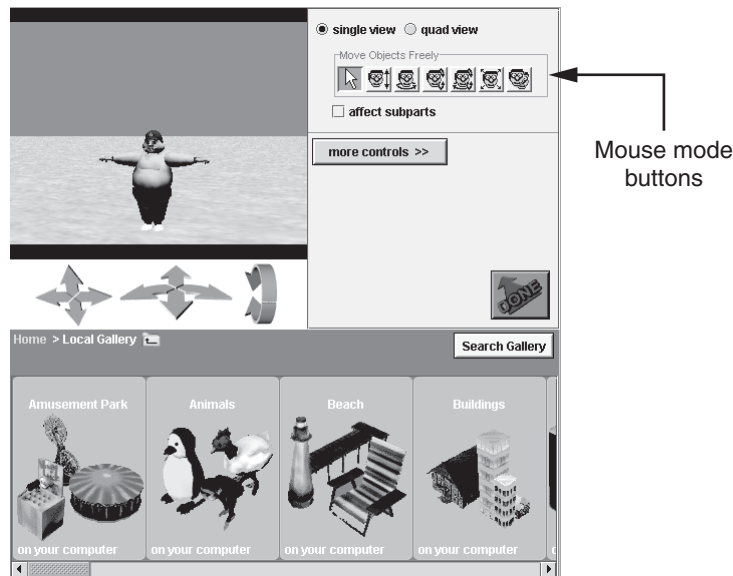 single view quad view
Move Objects Freely
affect subparts
more controls >>
Mouse mode
buttons
DONE
Home > Local Gallery
Search Gallery
Amusement Park Animals Beach Buildings
on your computer on your computer on your computer on your computer